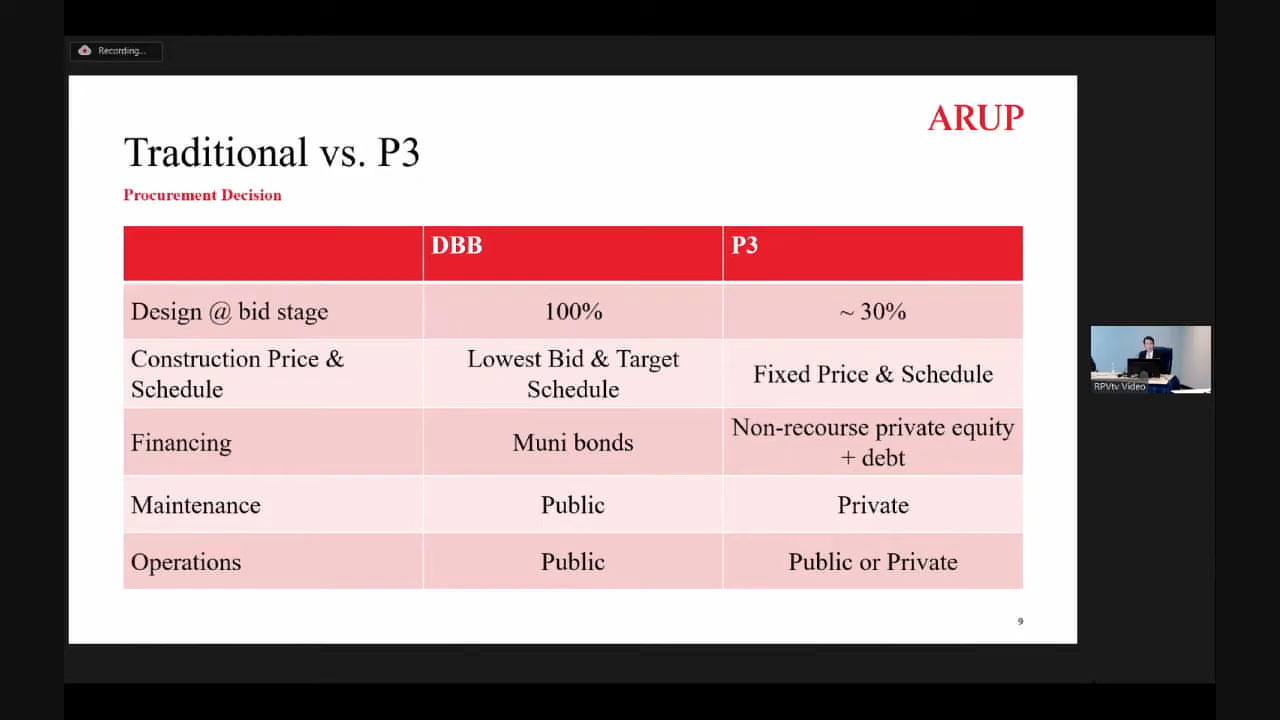 Recording...
ARUP
Traditional vs. P3
Procurement Decision
DBB P3
Design @ bid stage 100% ~ 30%
Construction Price & Schedule Lowest Bid & Target Schedule Fixed Price & Schedule
Financing Muni bonds Non-recourse private equity + debt
Maintenance Public Private
Operations Public Public or Private
9
RPVtv Video